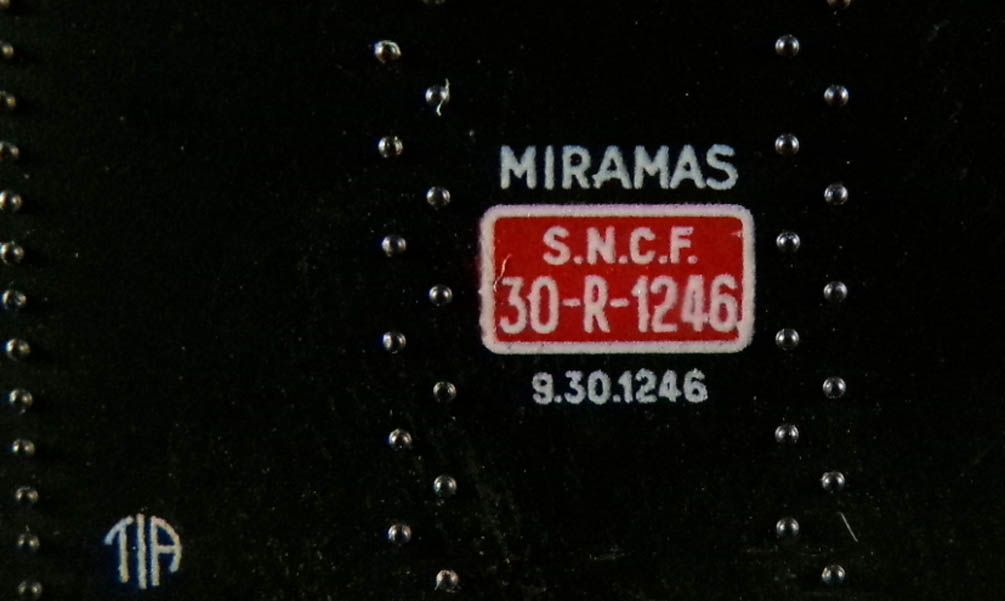 MIRAMAS
S.N.C.F.
30-R-1246
9.30.1246
TIA